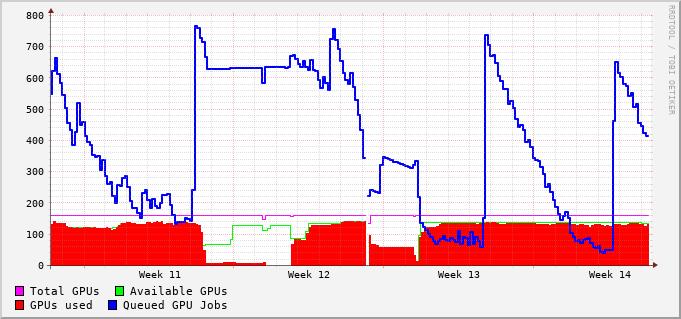 800
700
600
500
400
300
200
100
0
Week 11 Week 12 Week 13 Week 14
Total GPUs Available GPUs
GPUs used Queued GPU Jobs
RRDTOOL / TOBI OETIKER